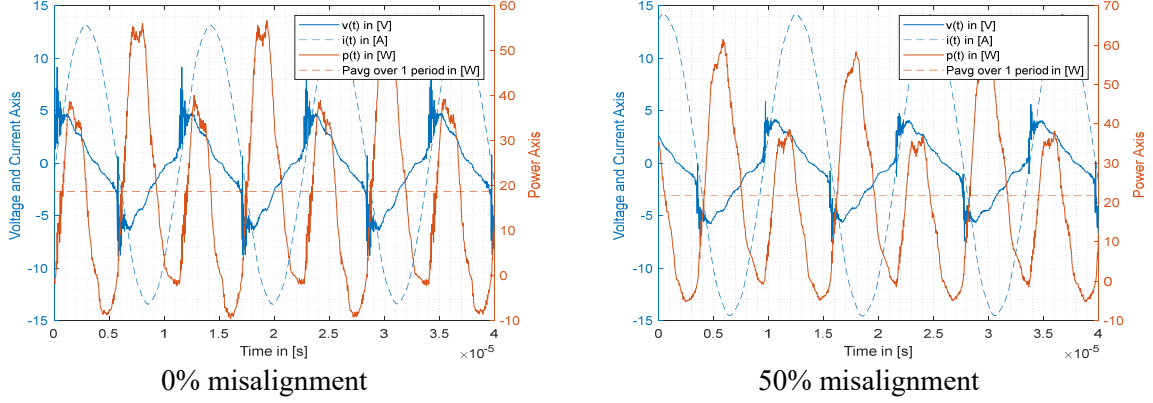 v(t) in [V]
i(t) in [A]
p(t) in [W]
Pavg over 1 period in [W]
Voltage and Current Axis
15
10
5
0
-5
-10
-15
60
50
40
30
20
10
0
-10
Power Axis
0 0.5 1 1.5 2 2.5 3 3.5 4
Time in [s]
×10-5
0% misalignment
v(t) in [V]
i(t) in [A]
p(t) in [W]
Pavg over 1 period in [W]
Voltage and Current Axis
15
10
5
0
-5
-10
-15
70
60
50
40
30
20
10
0
-10
Power Axis
0 0.5 1 1.5 2 2.5 3 3.5 4
Time in [s]
×10-5
50% misalignment